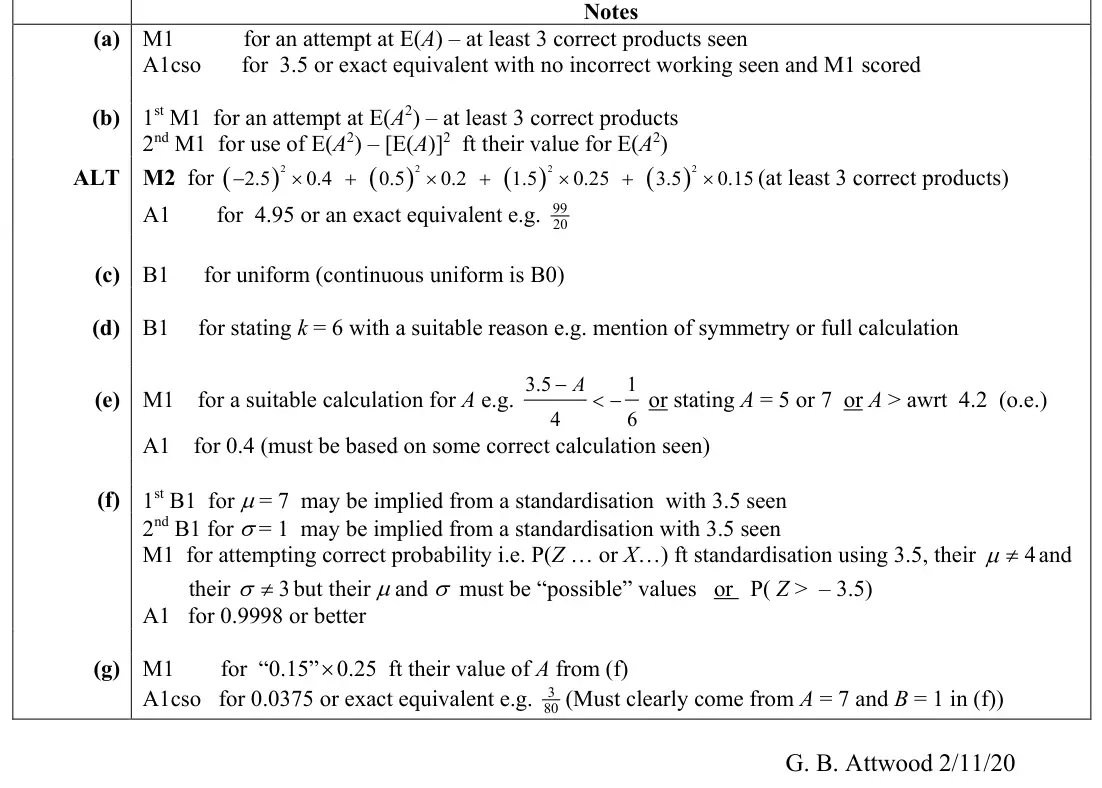 Notes
(a) M1 for an attempt at E(A) – at least 3 correct products seen
A1cso for 3.5 or exact equivalent with no incorrect working seen and M1 scored
(b) 1st M1 for an attempt at E(A²) – at least 3 correct products
2nd M1 for use of E(A²) – [E(A)]² ft their value for E(A²)
ALT M2 for (−2.5)² × 0.4 + (0.5)² × 0.2 + (1.5)² × 0.25 + (3.5)² × 0.15 (at least 3 correct products)
A1 for 4.95 or an exact equivalent e.g. 99/20
(c) B1 for uniform (continuous uniform is B0)
(d) B1 for stating k = 6 with a suitable reason e.g. mention of symmetry or full calculation
(e) M1 for a suitable calculation for A e.g. (3.5 − A)/4 < − 1/6 or stating A = 5 or 7 or A > awrt 4.2 (o.e.)
A1 for 0.4 (must be based on some correct calculation seen)
(f) 1st B1 for μ = 7 may be implied from a standardisation with 3.5 seen
2nd B1 for σ = 1 may be implied from a standardisation with 3.5 seen
M1 for attempting correct probability i.e. P(Z … or X…) ft standardisation using 3.5, their μ ≠ 4 and
their σ ≠ 3 but their μ and σ must be “possible” values or P( Z > – 3.5)
A1 for 0.9998 or better
(g) M1 for “0.15”×0.25 ft their value of A from (f)
A1cso for 0.0375 or exact equivalent e.g. 3/80 (Must clearly come from A = 7 and B = 1 in (f))
G. B. Attwood 2/11/20